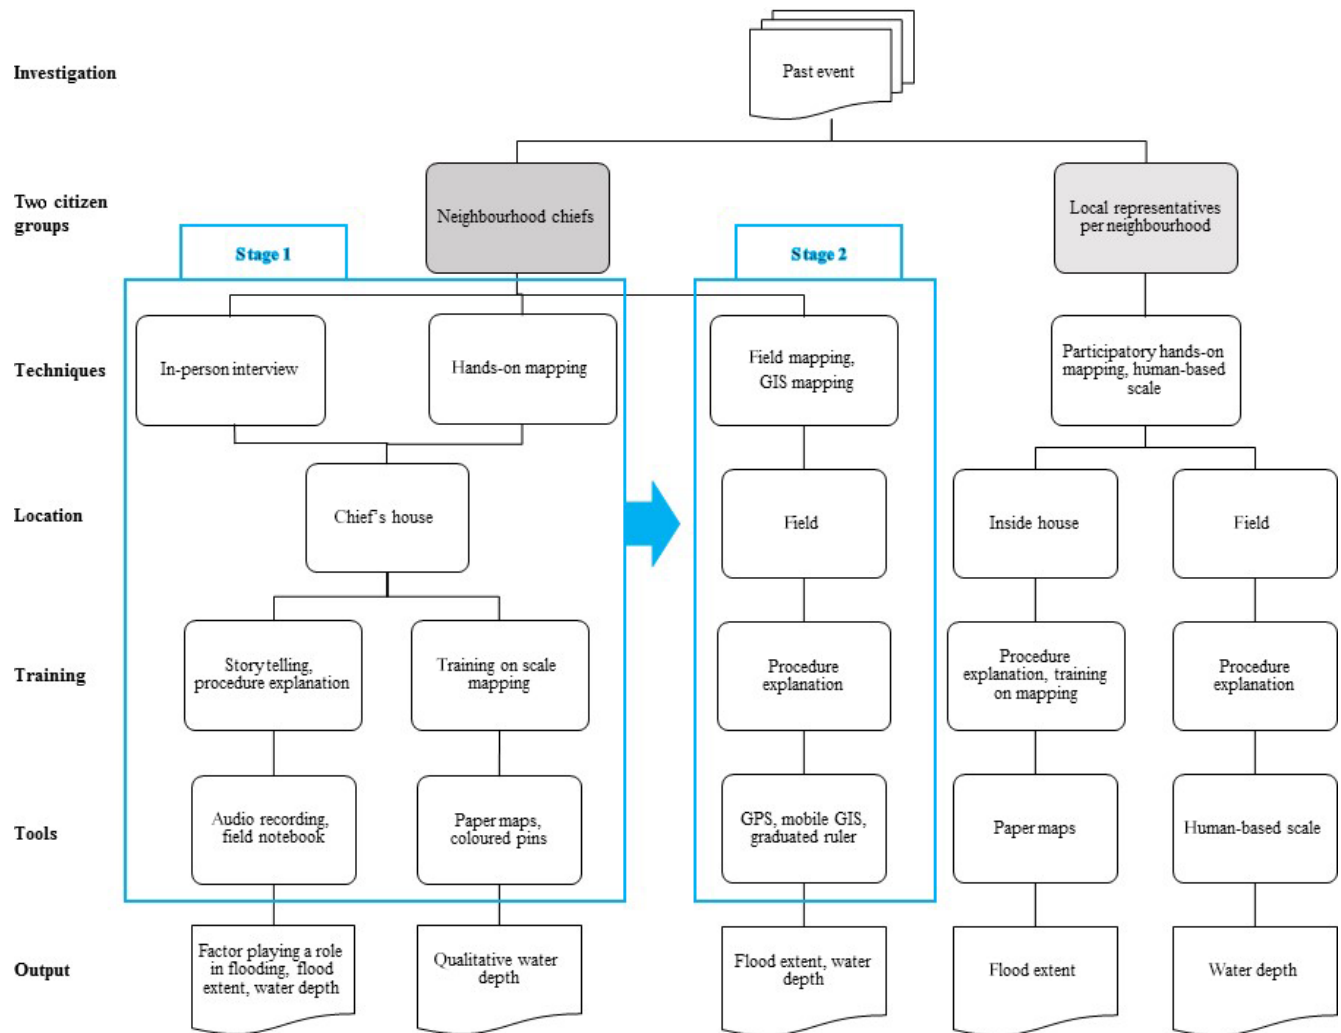 Investigation
Past event
Two citizen
groups
Neighbourhood chiefs
Local representatives
per neighbourhood
Stage 1
Stage 2
Techniques
In-person interview
Hands-on mapping
Field mapping,
GIS mapping
Participatory hands-on
mapping, human-based
scale
Location
Chief's house
Field
Inside house
Field
Training
Story telling,
procedure explanation
Training on scale
mapping
Procedure
explanation
Procedure
explanation, training
on mapping
Procedure
explanation
Tools
Audio recording,
field notebook
Paper maps,
coloured pins
GPS, mobile GIS,
graduated ruler
Paper maps
Human-based scale
Output
Factor playing a role
in flooding, flood
extent, water depth
Qualitative water
depth
Flood extent, water
depth
Flood extent
Water depth